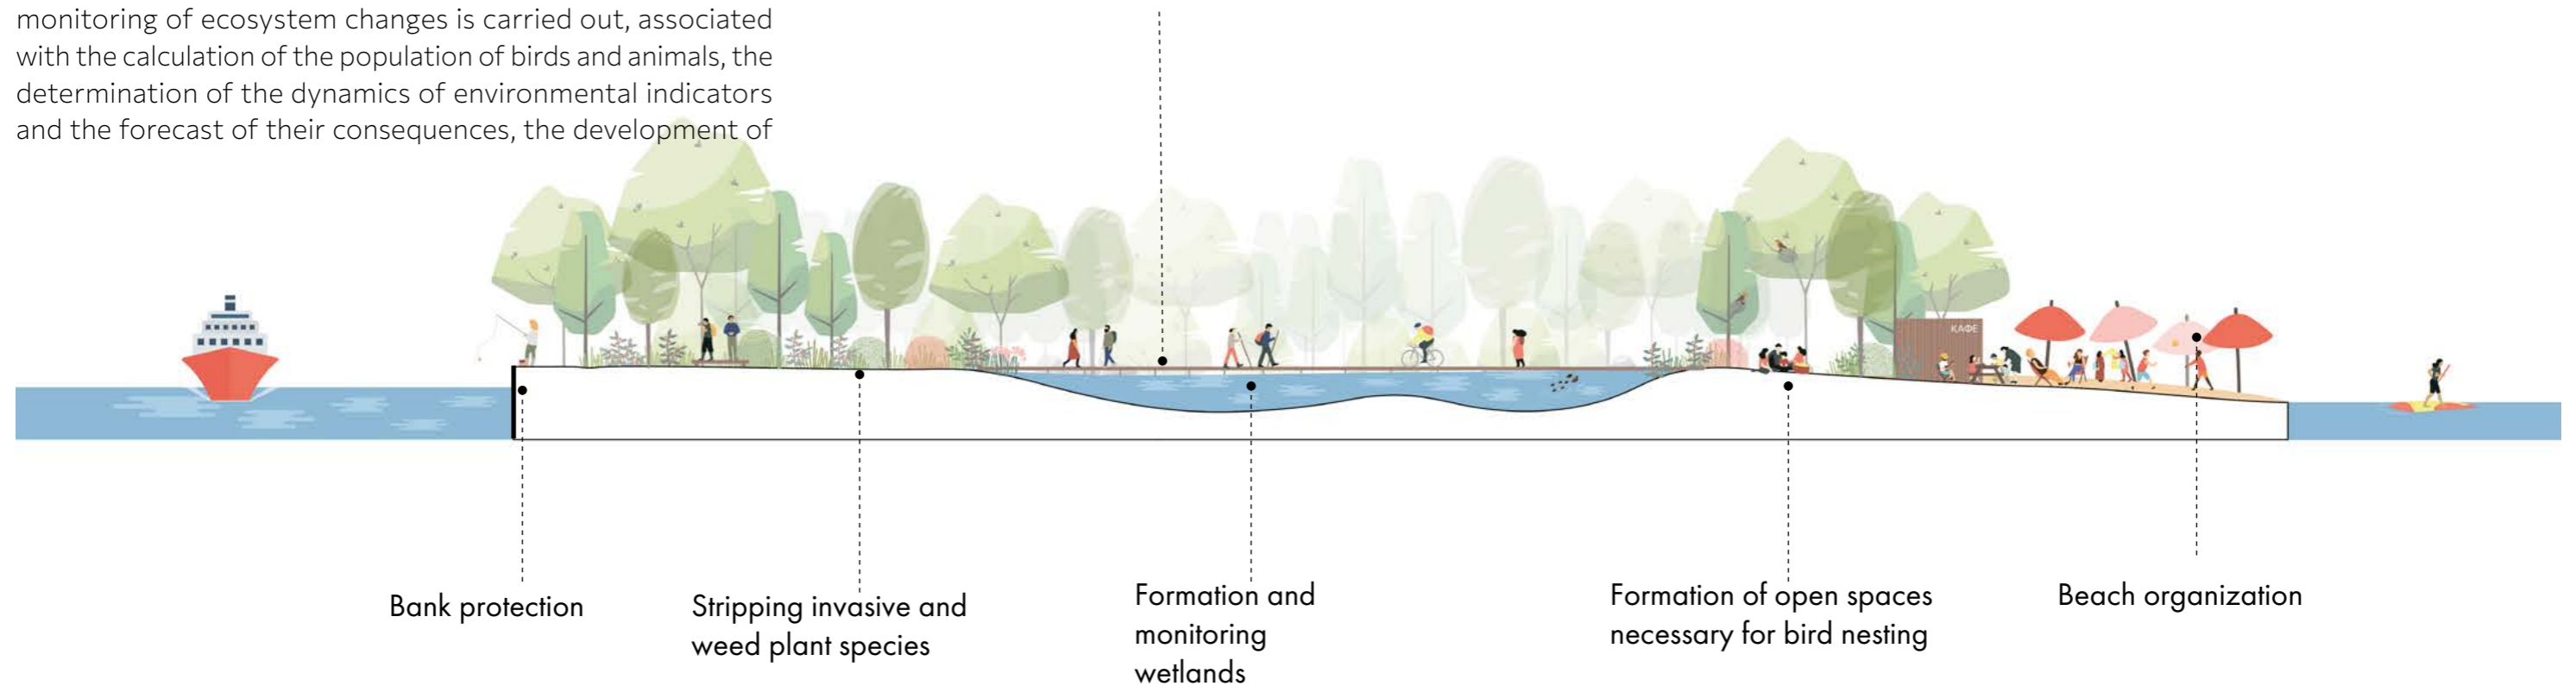 monitoring of ecosystem changes is carried out, associated
with the calculation of the population of birds and animals, the
determination of the dynamics of environmental indicators
and the forecast of their consequences, the development of
КАФЕ
Bank protection
Stripping invasive and
weed plant species
Formation and
monitoring
wetlands
Formation of open spaces
necessary for bird nesting
Beach organization